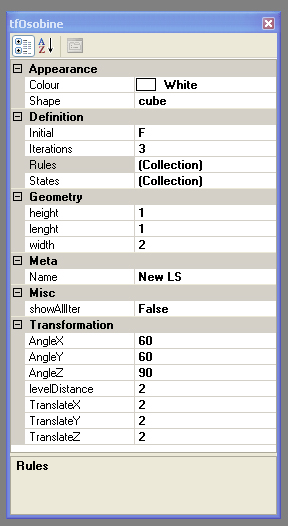 tfOsobine
Appearance
Colour White
Shape cube
Definition
Initial F
Iterations 3
Rules (Collection)
States (Collection)
Geometry
height 1
lenght 1
width 2
Meta
Name New LS
Misc
showAllIter False
Transformation
AngleX 60
AngleY 60
AngleZ 90
levelDistance 2
TranslateX 2
TranslateY 2
TranslateZ 2
Rules